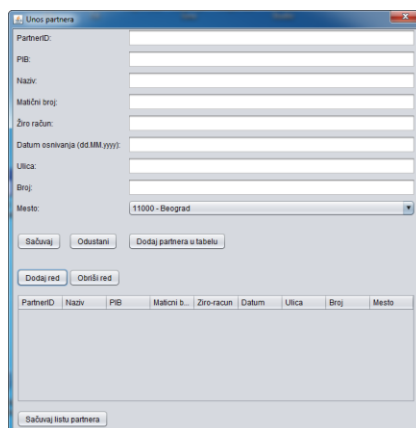 Unos partnera
PartnerID:
PIB:
Naziv:
Matični broj:
Žiro račun:
Datum osnivanja (dd.MM.yyyy):
Ulica:
Broj:
Mesto: 11000 - Beograd
Sačuvaj Odustani Dodaj partnera u tabelu
Dodaj red Obriši red
PartnerID Naziv PIB Maticni b... Ziro-racun Datum Ulica Broj Mesto
Sačuvaj listu partnera